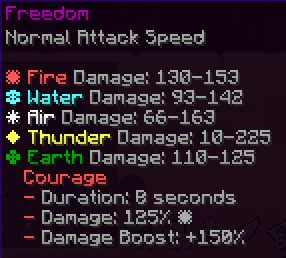 Freedom
Normal Attack Speed
Fire Damage: 130-153
Water Damage: 93-142
Air Damage: 66-163
Thunder Damage: 10-225
Earth Damage: 110-125
Courage
- Duration: 8 seconds
- Damage: 125%
- Damage Boost: +150%